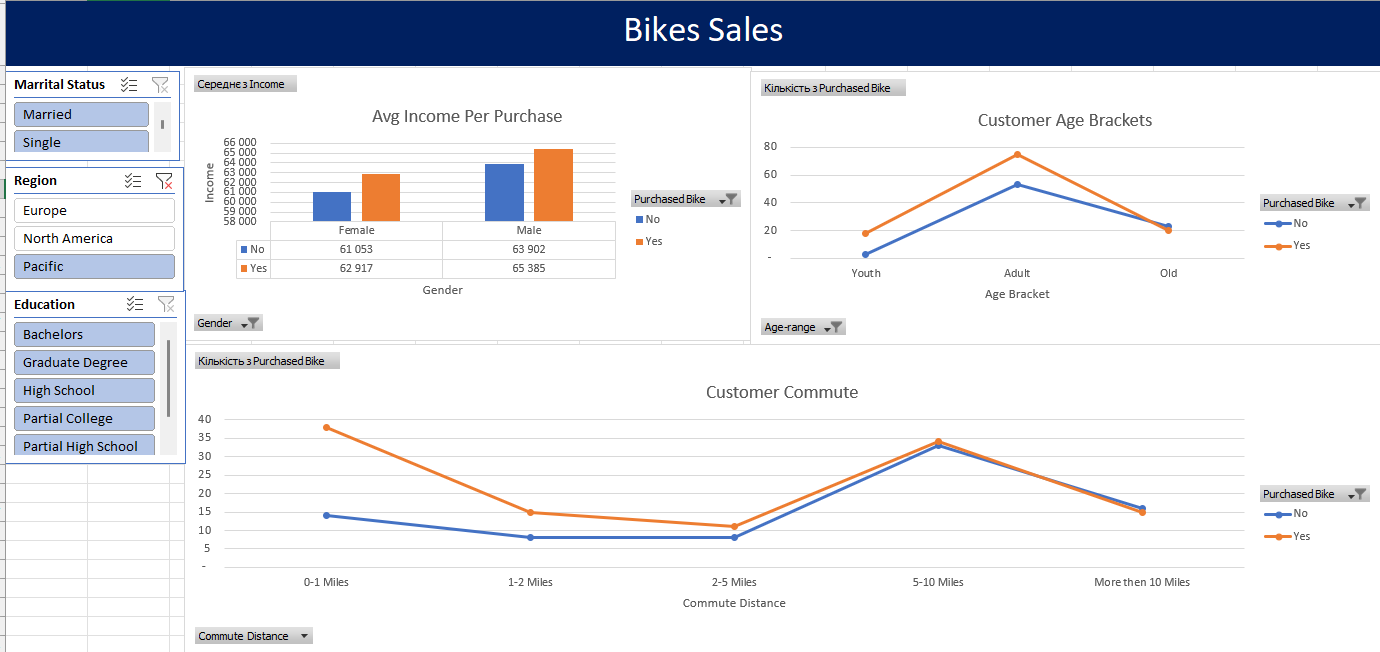 Bikes Sales
Marrital Status
Married
Single
Region
Europe
North America
Pacific
Education
Bachelors
Graduate Degree
High School
Partial College
Partial High School
Середнє з Income
Avg Income Per Purchase
66 000
65 000
64 000
63 000
62 000
61 000
60 000
59 000
58 000
Income
Female Male
No 61 053 63 902
Yes 62 917 65 385
Gender
Purchased Bike
No
Yes
Gender
Кількість з Purchased Bike
Customer Age Brackets
80
60
40
20
-
Youth Adult Old
Age Bracket
Purchased Bike
No
Yes
Age-range
Кількість з Purchased Bike
Customer Commute
40
35
30
25
20
15
10
5
-
0-1 Miles 1-2 Miles 2-5 Miles 5-10 Miles More then 10 Miles
Commute Distance
Purchased Bike
No
Yes
Commute Distance